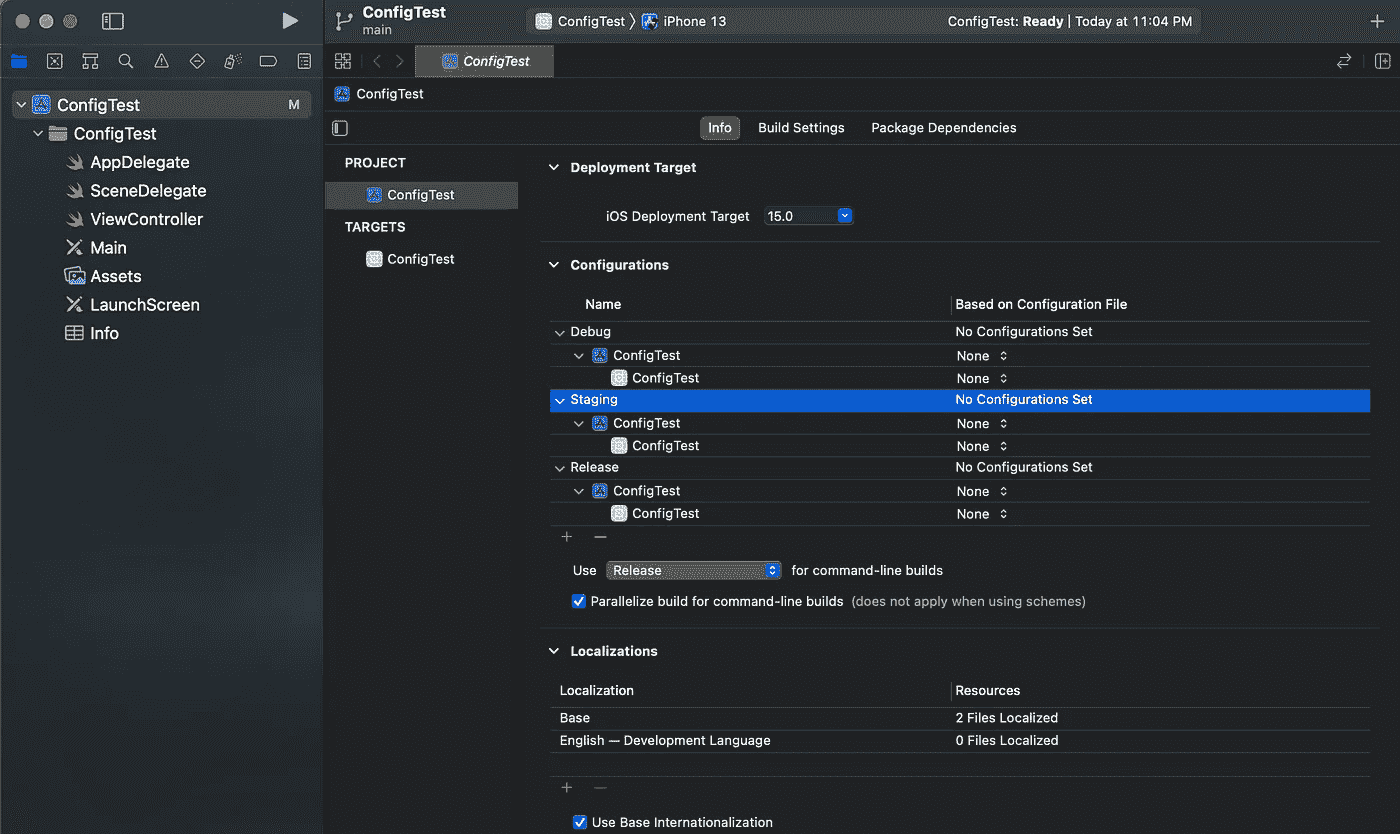 ConfigTest
main
ConfigTest
iPhone 13
ConfigTest: Ready | Today at 11:04 PM
ConfigTest
ConfigTest
M
ConfigTest
AppDelegate
SceneDelegate
ViewController
Main
Assets
LaunchScreen
Info
ConfigTest
Info
Build Settings
Package Dependencies
PROJECT
ConfigTest
TARGETS
ConfigTest
Deployment Target
iOS Deployment Target 15.0
Configurations
Name Based on Configuration File
Debug No Configurations Set
ConfigTest None
ConfigTest None
Staging No Configurations Set
ConfigTest None
ConfigTest None
Release No Configurations Set
ConfigTest None
ConfigTest None
Use Release for command-line builds
Parallelize build for command-line builds (does not apply when using schemes)
Localizations
Localization Resources
Base 2 Files Localized
English — Development Language 0 Files Localized
Use Base Internationalization